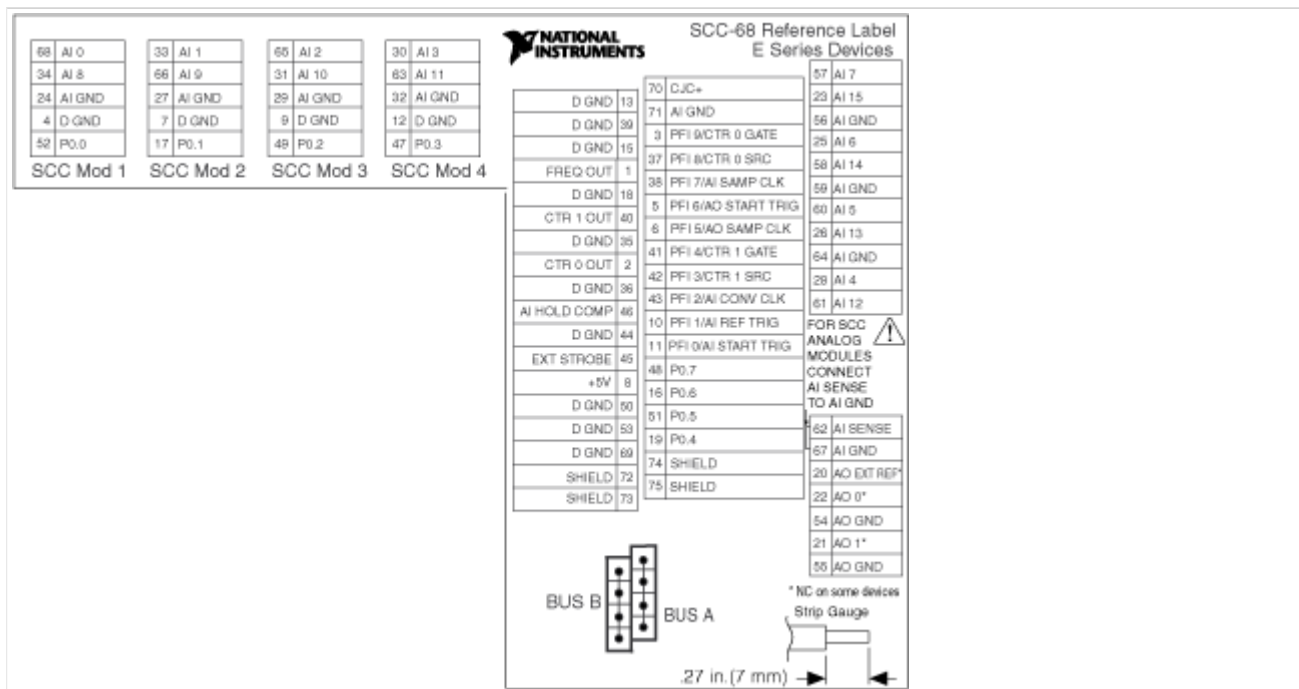 68 AI 0
34 AI 8
24 AI GND
4 D GND
52 P0.0
SCC Mod 1
33 AI 1
66 AI 9
27 AI GND
7 D GND
17 P0.1
SCC Mod 2
65 AI 2
31 AI 10
29 AI GND
9 D GND
49 P0.2
SCC Mod 3
30 AI 3
63 AI 11
32 AI GND
12 D GND
47 P0.3
SCC Mod 4
NATIONAL
INSTRUMENTS
SCC-68 Reference Label
E Series Devices
D GND 13
D GND 39
D GND 15
FREQ OUT 1
D GND 18
CTR 1 OUT 40
D GND 35
CTR 0 OUT 2
D GND 36
AI HOLD COMP 46
D GND 44
EXT STROBE 45
+5V 8
D GND 50
D GND 53
D GND 69
SHIELD 72
SHIELD 73
70 CJC+
71 AI GND
3 PFI 9/CTR 0 GATE
37 PFI 8/CTR 0 SRC
38 PFI 7/AI SAMP CLK
5 PFI 6/AO START TRIG
6 PFI 5/AO SAMP CLK
41 PFI 4/CTR 1 GATE
42 PFI 3/CTR 1 SRC
43 PFI 2/AI CONV CLK
10 PFI 1/AI REF TRIG
11 PFI 0/AI START TRIG
48 P0.7
16 P0.6
51 P0.5
19 P0.4
74 SHIELD
75 SHIELD
57 AI 7
23 AI 15
56 AI GND
25 AI 6
58 AI 14
59 AI GND
60 AI 5
26 AI 13
64 AI GND
28 AI 4
61 AI 12
FOR SCC
ANALOG
MODULES
CONNECT
AI SENSE
TO AI GND
62 AI SENSE
67 AI GND
20 AO EXT REF*
22 AO 0*
54 AO GND
21 AO 1*
55 AO GND
* NC on some devices
BUS B
BUS A
Strip Gauge
.27 in.(7 mm)